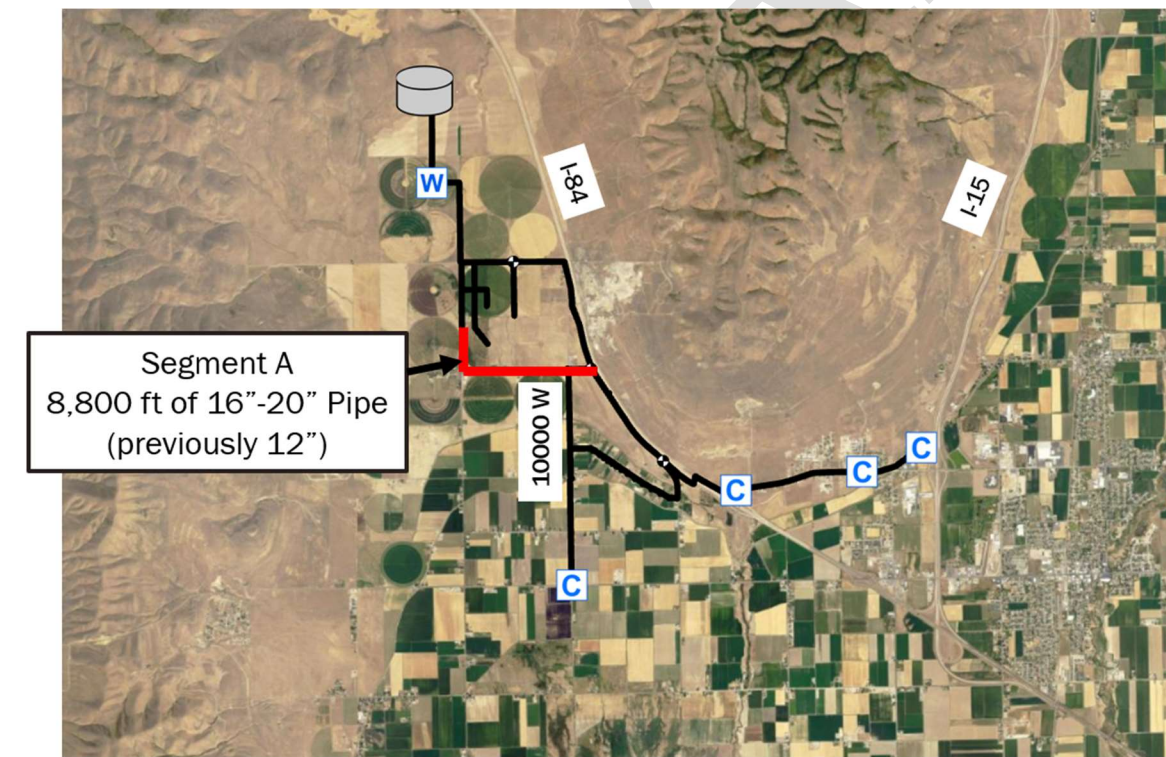 I-84
I-15
W
Segment A
8,800 ft of 16”-20” Pipe
(previously 12”)
10000 W
C
C
C
C